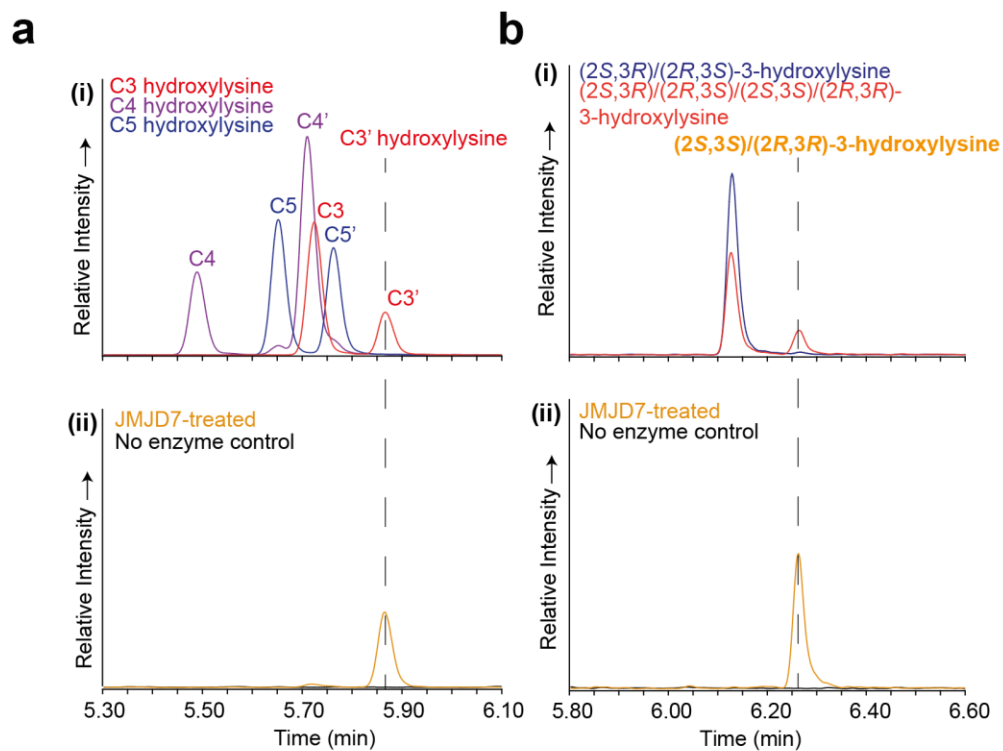 a
(i)
C3 hydroxylysine
C4 hydroxylysine
C5 hydroxylysine
C3' hydroxylysine
C4'
C5
C3
C5'
C4
C3'
Relative Intensity →
(ii)
JMJD7-treated
No enzyme control
Relative Intensity →
5.30 5.50 5.70 5.90 6.10
Time (min)
b
(i)
(2S,3R)/(2R,3S)-3-hydroxylysine
(2S,3R)/(2R,3S)/(2S,3S)/(2R,3R)-
3-hydroxylysine
(2S,3S)/(2R,3R)-3-hydroxylysine
Relative Intensity →
(ii)
JMJD7-treated
No enzyme control
Relative Intensity →
5.80 6.00 6.20 6.40 6.60
Time (min)